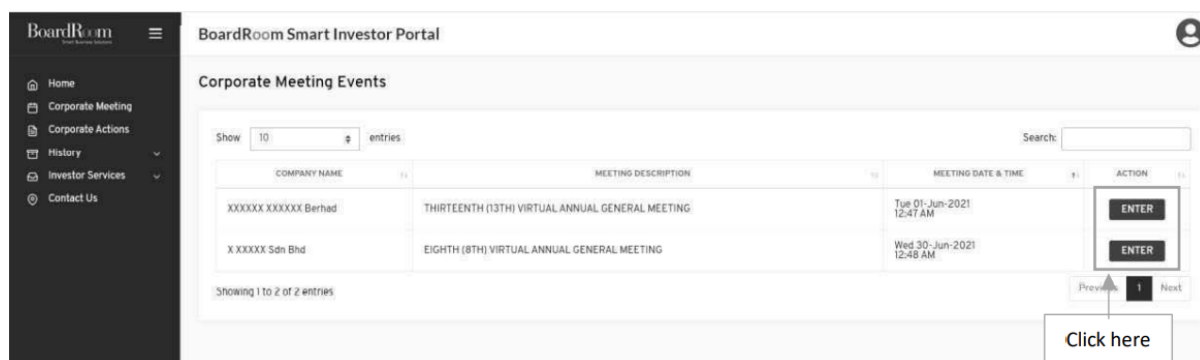 BoardRoom
Smart Business Solutions
BoardRoom Smart Investor Portal
Home
Corporate Meeting
Corporate Actions
History
Investor Services
Contact Us
Corporate Meeting Events
Show 10 entries
Search:
COMPANY NAME MEETING DESCRIPTION MEETING DATE & TIME ACTION
XXXXXX XXXXXX Berhad THIRTEENTH (13TH) VIRTUAL ANNUAL GENERAL MEETING Tue 01-Jun-2021 ENTER
12:47 AM
X XXXXX Sdn Bhd EIGHTH (8TH) VIRTUAL ANNUAL GENERAL MEETING Wed 30-Jun-2021 ENTER
12:48 AM
Showing 1 to 2 of 2 entries
Previous 1 Next
Click here